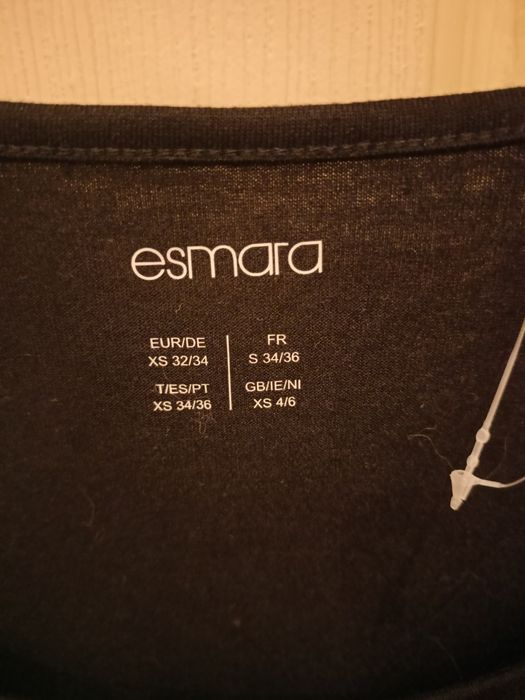 esmara
EUR/DE
XS 32/34
FR
S 34/36
T/ES/PT
XS 34/36
GB/IE/NI
XS 4/6